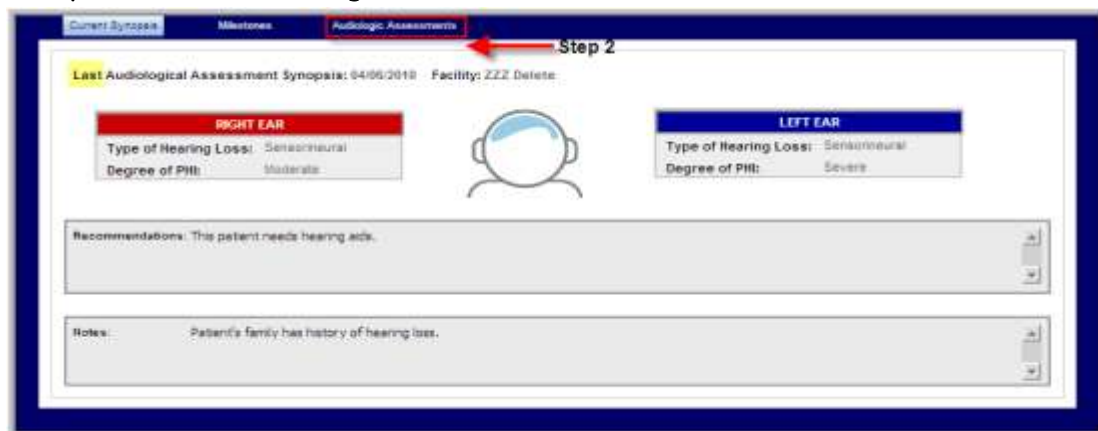 Current Synopsis Milestones Audiologic Assessments
Step 2
Last Audiological Assessment Synopsis: 04/06/2010 Facility: ZZZ Delete
RIGHT EAR
Type of Hearing Loss: Sensorineural
Degree of PHL: Moderate
LEFT EAR
Type of Hearing Loss: Sensorineural
Degree of PHL: Severe
Recommendations: This patient needs hearing aids.
Notes: Patient's family has history of hearing loss.